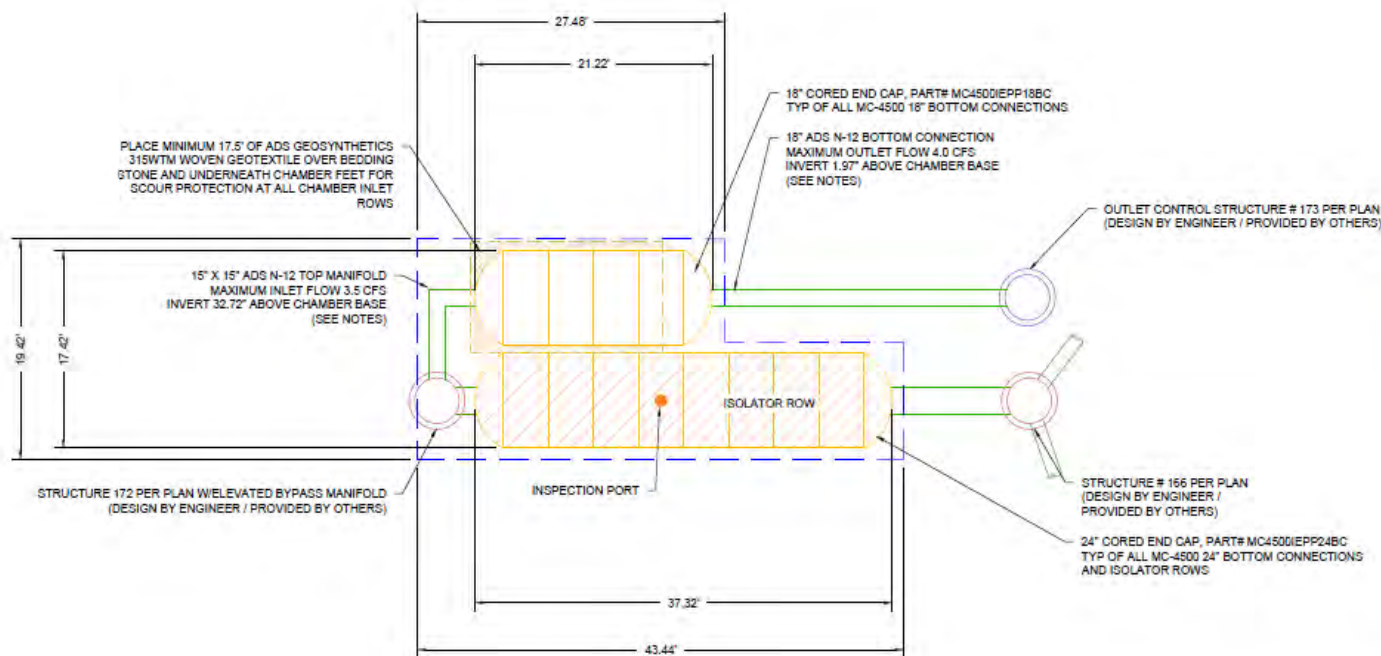 27.48'
21.22'
18" CORED END CAP, PART# MC4500IEPP18BC
TYP OF ALL MC-4500 18" BOTTOM CONNECTIONS
PLACE MINIMUM 17.5' OF ADS GEOSYNTHETICS
315WTM WOVEN GEOTEXTILE OVER BEDDING
STONE AND UNDERNEATH CHAMBER FEET FOR
SCOUR PROTECTION AT ALL CHAMBER INLET
ROWS
18" ADS N-12 BOTTOM CONNECTION
MAXIMUM OUTLET FLOW 4.0 CFS
INVERT 1.97" ABOVE CHAMBER BASE
(SEE NOTES)
OUTLET CONTROL STRUCTURE # 173 PER PLAN
(DESIGN BY ENGINEER / PROVIDED BY OTHERS)
15" X 15" ADS N-12 TOP MANIFOLD
MAXIMUM INLET FLOW 3.5 CFS
INVERT 32.72" ABOVE CHAMBER BASE
(SEE NOTES)
19.42'
17.42'
ISOLATOR ROW
STRUCTURE 172 PER PLAN W/ELEVATED BYPASS MANIFOLD
(DESIGN BY ENGINEER / PROVIDED BY OTHERS)
INSPECTION PORT
STRUCTURE # 166 PER PLAN
(DESIGN BY ENGINEER /
PROVIDED BY OTHERS)
24" CORED END CAP, PART# MC4500IEPP24BC
TYP OF ALL MC-4500 24" BOTTOM CONNECTIONS
AND ISOLATOR ROWS
37.32'
43.44'